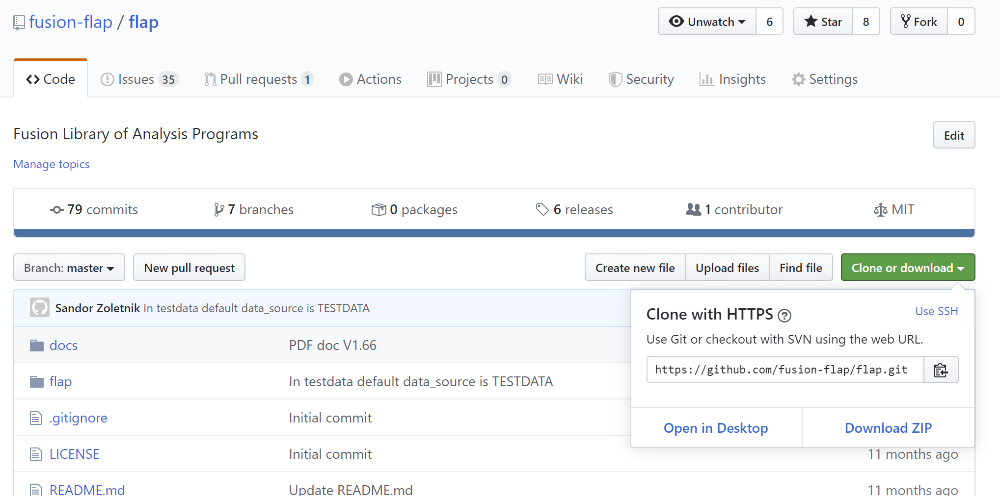 fusion-flap / flap
Unwatch 6 Star 8 Fork 0
Code Issues 35 Pull requests 1 Actions Projects 0 Wiki Security Insights Settings
Fusion Library of Analysis Programs
Edit
Manage topics
79 commits 7 branches 0 packages 6 releases 1 contributor MIT
Branch: master New pull request Create new file Upload files Find file Clone or download
Sandor Zoletnik In testdata default data_source is TESTDATA
Clone with HTTPS ? Use SSH
Use Git or checkout with SVN using the web URL.
https://github.com/fusion-flap/flap.git
Open in Desktop Download ZIP
docs PDF doc V1.66
flap In testdata default data_source is TESTDATA
.gitignore Initial commit
LICENSE Initial commit 11 months ago
README.md Update README.md 11 months ago